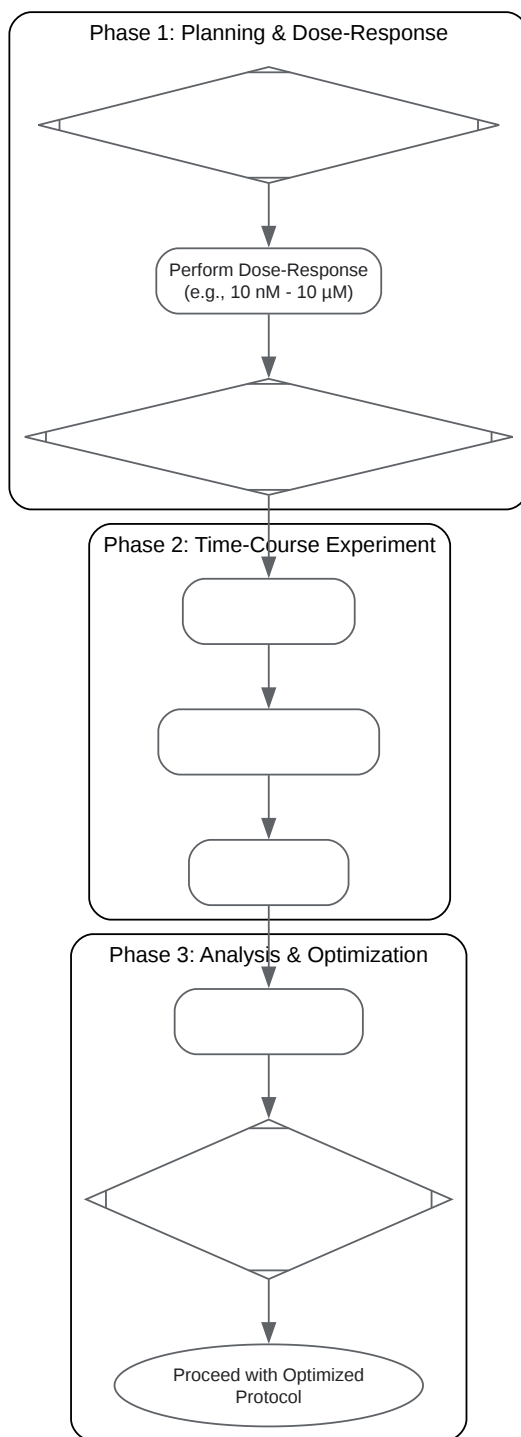 Phase 1: Planning & Dose-Response
Perform Dose-Response
(e.g., 10 nM - 10 µM)
Phase 2: Time-Course Experiment
Phase 3: Analysis & Optimization
Proceed with Optimized
Protocol